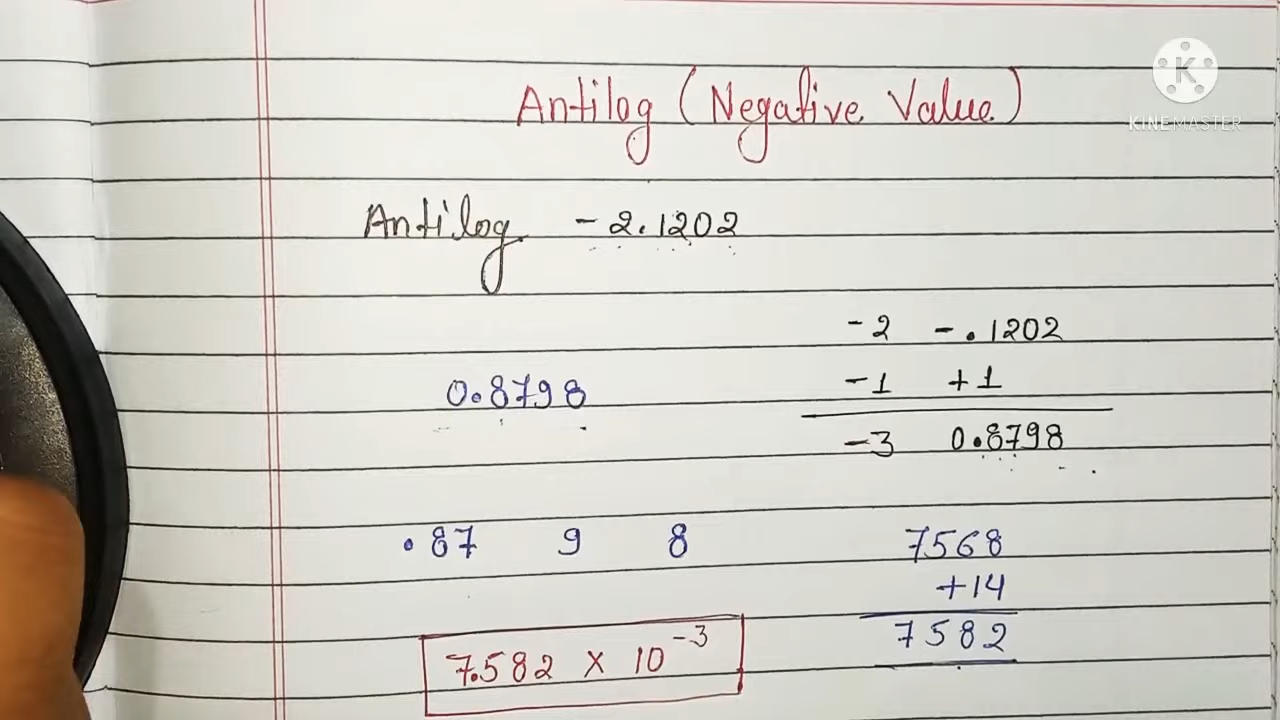 Antilog (Negative Value)
K
KINEMASTER
Antilog -2.1202
-2 -.1202
-1 +1
-3 0.8798
0.8798
.87 9 8
7568
+14
7582
7.582 × 10⁻³